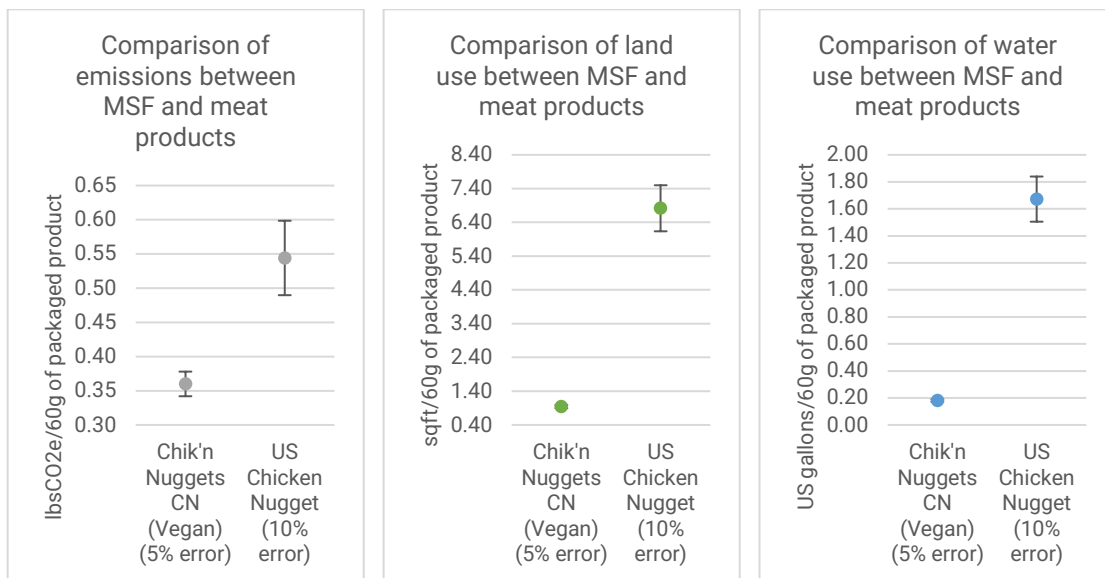 Comparison of
emissions between
MSF and meat
products
lbsCO2e/60g of packaged product
0.65
0.60
0.55
0.50
0.45
0.40
0.35
0.30
Chik'n
Nuggets
CN
(Vegan)
(5% error)
US
Chicken
Nugget
(10%
error)
Comparison of land
use between MSF and
meat products
sqft/60g of packaged product
8.40
7.40
6.40
5.40
4.40
3.40
2.40
1.40
0.40
Chik'n
Nuggets
CN
(Vegan)
(5% error)
US
Chicken
Nugget
(10%
error)
Comparison of water
use between MSF and
meat products
US gallons/60g of packaged product
2.00
1.80
1.60
1.40
1.20
1.00
0.80
0.60
0.40
0.20
0.00
Chik'n
Nuggets
CN
(Vegan)
(5% error)
US
Chicken
Nugget
(10%
error)